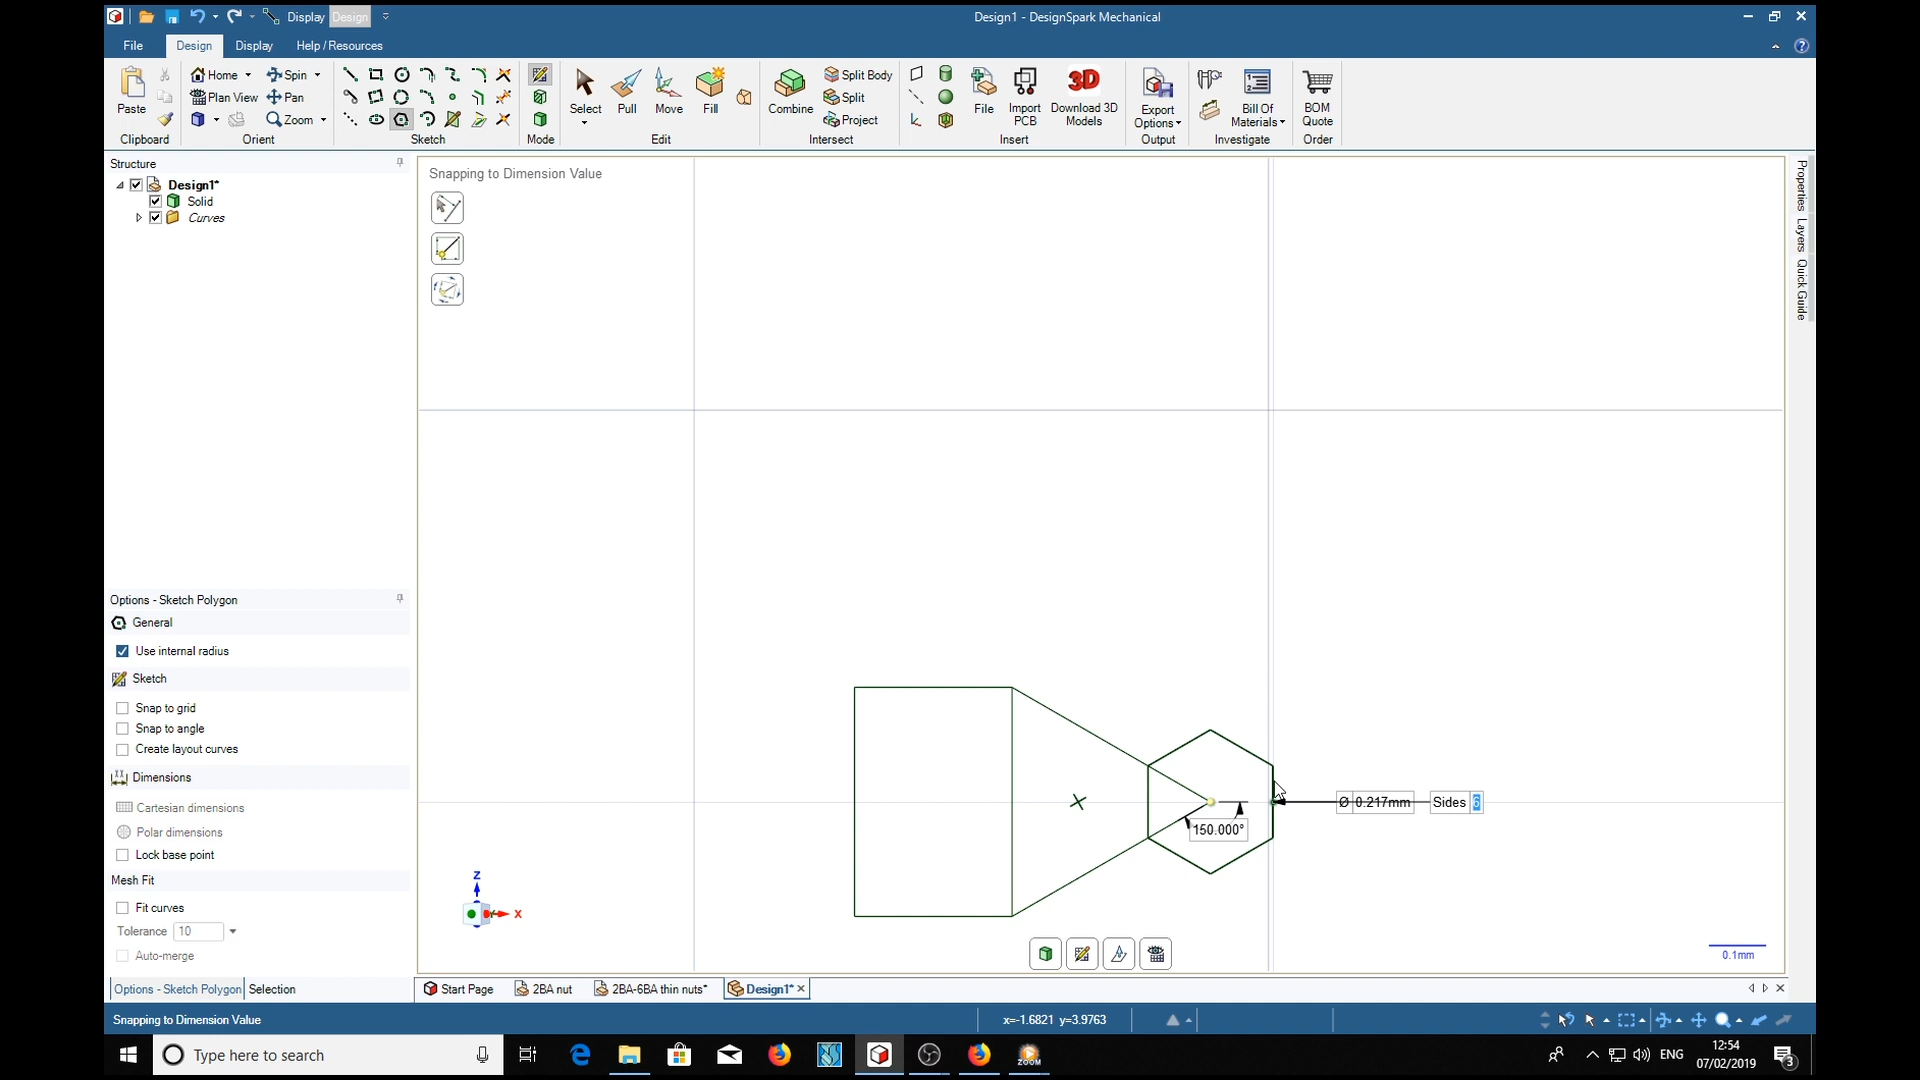 Display Design
Design1 - DesignSpark Mechanical
File Design Display Help / Resources
Paste
Clipboard
Home Spin
Plan View Pan
Zoom
Orient
Sketch
Mode
Select Pull Move Fill
Edit
Combine Split Body
Split
Project
Intersect
File Import PCB Download 3D Models
Insert
3D
Export Options
Output
Bill Of Materials
Investigate
BOM Quote
Order
Structure
Design1*
Solid
Curves
Snapping to Dimension Value
Properties
Layers
Quick Guide
Options - Sketch Polygon
General
Use internal radius
Sketch
Snap to grid
Snap to angle
Create layout curves
Dimensions
Cartesian dimensions
Polar dimensions
Lock base point
Mesh Fit
Fit curves
Tolerance 10
Auto-merge
Ø 0.217mm Sides 6
150.000°
Z
X
0.1mm
Options - Sketch Polygon Selection
Start Page 2BA nut 2BA-6BA thin nuts* Design1*
Snapping to Dimension Value
x=-1.6821 y=3.9763
Type here to search
ZOOM
ENG
12:54
07/02/2019
3